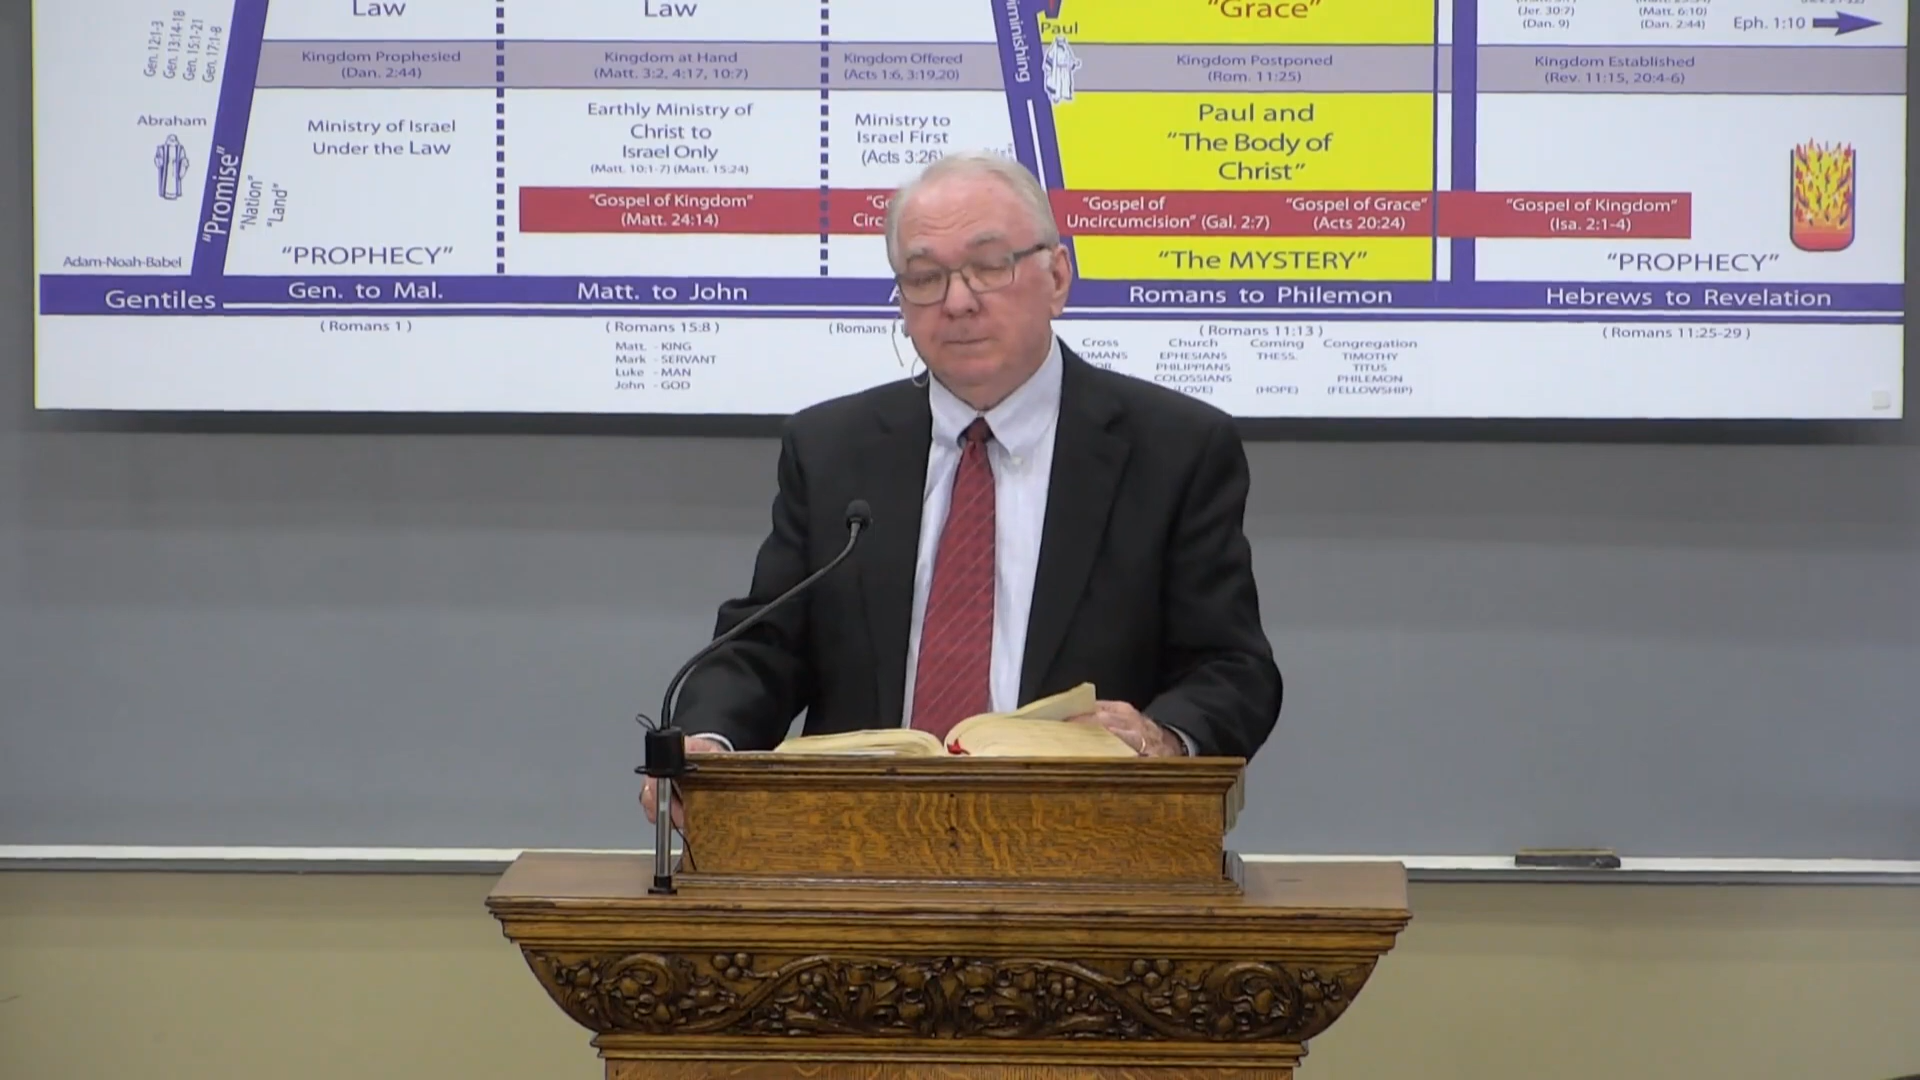 Law
Law
"Grace"
(Jer. 30:7)
(Dan. 9)
(Matt. 6:10)
(Dan. 2:44)
Eph. 1:10
Gen. 12:1-3
Gen. 13:14-18
Gen. 15:1-21
Gen. 17:1-8
Paul
Kingdom Prophesied
(Dan. 2:44)
Kingdom at Hand
(Matt. 3:2, 4:17, 10:7)
Kingdom Offered
(Acts 1:6, 3:19,20)
Kingdom Postponed
(Rom. 11:25)
Kingdom Established
(Rev. 11:15, 20:4-6)
Abraham
"Promise"
"Nation"
"Land"
Ministry of Israel
Under the Law
Earthly Ministry of
Christ to
Israel Only
(Matt. 10:1-7) (Matt. 15:24)
Ministry to
Israel First
(Acts 3:26)
Paul and
"The Body of
Christ"
"Gospel of Kingdom"
(Matt. 24:14)
"Gospel of
Uncircumcision" (Gal. 2:7)
"Gospel of Grace"
(Acts 20:24)
"Gospel of Kingdom"
(Isa. 2:1-4)
Adam-Noah-Babel
"PROPHECY"
"The MYSTERY"
"PROPHECY"
Gentiles
Gen. to Mal.
Matt. to John
Romans to Philemon
Hebrews to Revelation
(Romans 1)
(Romans 15:8)
(Romans
(Romans 11:13)
(Romans 11:25-29)
Matt. - KING
Mark - SERVANT
Luke - MAN
John - GOD
Cross
Church
EPHESIANS
PHILIPPIANS
COLOSSIANS
(LOVE)
Coming
THESS.
(HOPE)
Congregation
TIMOTHY
TITUS
PHILEMON
(FELLOWSHIP)